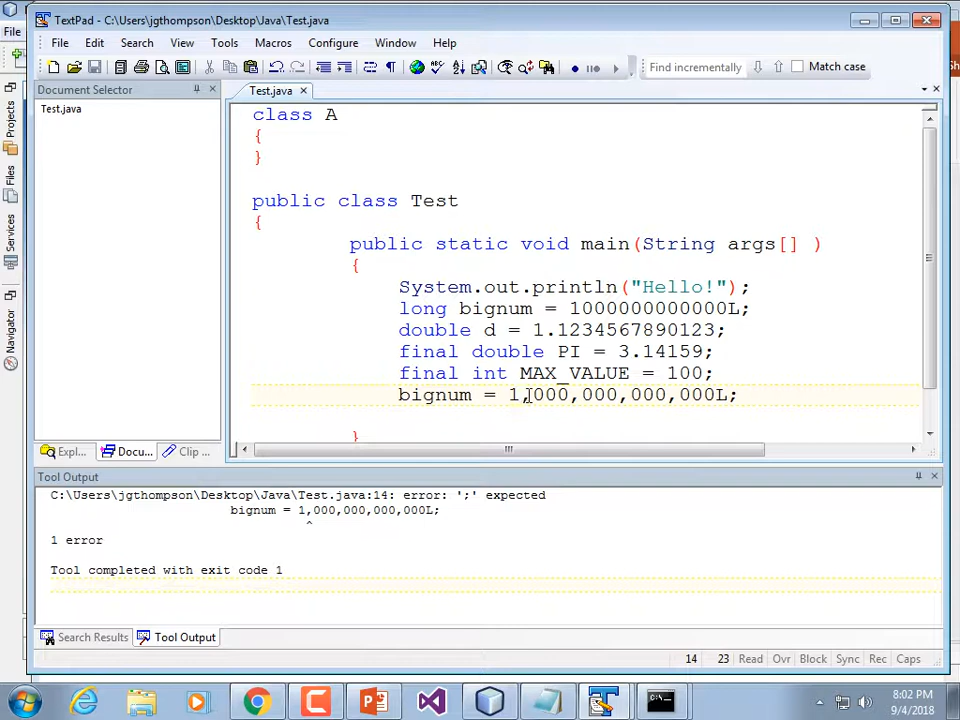 TextPad - C:\Users\jgthompson\Desktop\Java\Test.java
File
File Edit Search View Tools Macros Configure Window Help
Find incrementally
Match case
Document Selector
Test.java
Test.java
class A
{
}
public class Test
{
public static void main(String args[] )
{
System.out.println("Hello!");
long bignum = 1000000000000L;
double d = 1.1234567890123;
final double PI = 3.14159;
final int MAX_VALUE = 100;
bignum = 1,000,000,000,000L;
}
Projects
Files
Services
Navigator
Expl... Docu... Clip ...
Tool Output
C:\Users\jgthompson\Desktop\Java\Test.java:14: error: ';' expected
bignum = 1,000,000,000,000L;
^
1 error
Tool completed with exit code 1
Search Results Tool Output
14 23 Read Ovr Block Sync Rec Caps
8:02 PM
9/4/2018